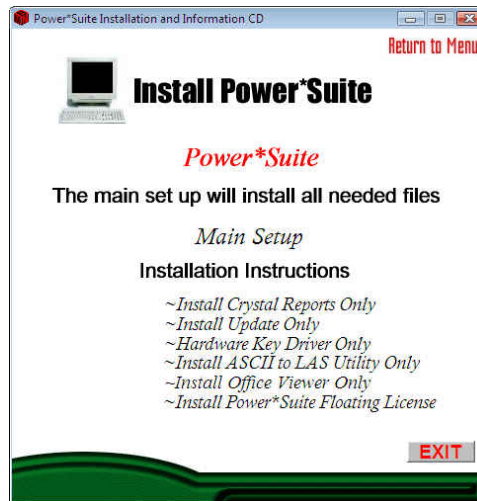 Power*Suite Installation and Information CD
Return to Menu
Install Power*Suite
Power*Suite
The main set up will install all needed files
Main Setup
Installation Instructions
~Install Crystal Reports Only
~Install Update Only
~Hardware Key Driver Only
~Install ASCII to LAS Utility Only
~Install Office Viewer Only
~Install Power*Suite Floating License
EXIT